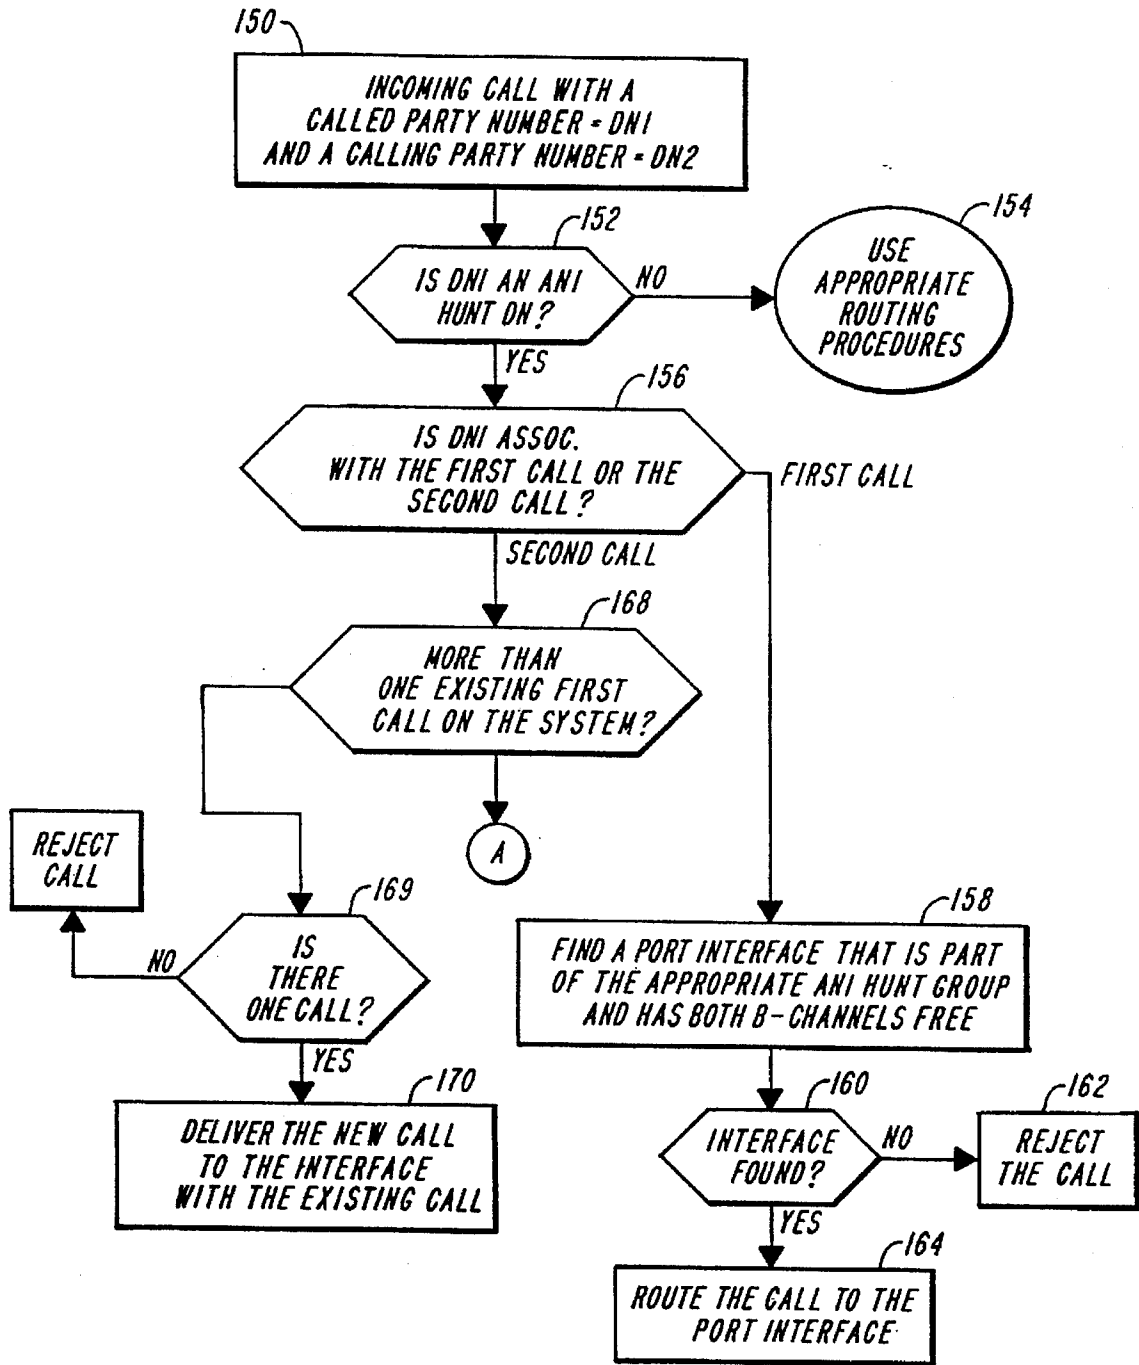 150
INCOMING CALL WITH A
CALLED PARTY NUMBER = DN1
AND A CALLING PARTY NUMBER = DN2
152
IS DN1 AN ANI
HUNT DN?
NO
154
USE
APPROPRIATE
ROUTING
PROCEDURES
YES
156
IS DN1 ASSOC.
WITH THE FIRST CALL OR THE
SECOND CALL?
FIRST CALL
SECOND CALL
168
MORE THAN
ONE EXISTING FIRST
CALL ON THE SYSTEM?
A
REJECT
CALL
169
IS
THERE
ONE CALL?
NO
YES
170
DELIVER THE NEW CALL
TO THE INTERFACE
WITH THE EXISTING CALL
158
FIND A PORT INTERFACE THAT IS PART
OF THE APPROPRIATE ANI HUNT GROUP
AND HAS BOTH B-CHANNELS FREE
160
INTERFACE
FOUND?
NO
162
REJECT
THE CALL
YES
164
ROUTE THE CALL TO THE
PORT INTERFACE